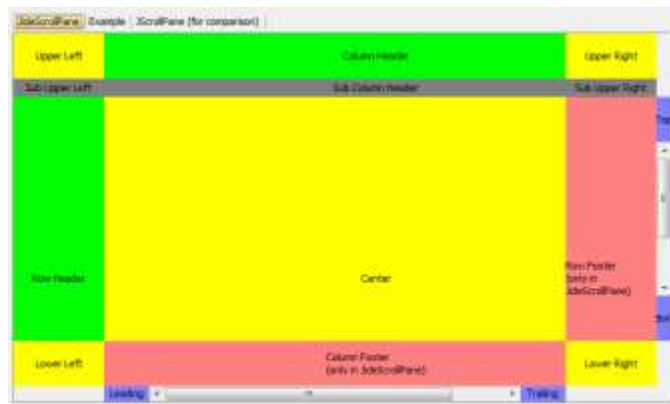 JideScrollPane Example JScrollPane (for comparison)
Upper Left Column Header Upper Right
Sub Upper Left Sub Column Header Sub Upper Right
Row Header Center Row Footer
(only in
JideScrollPane)
Lower Left Column Footer Lower Right
(only in JideScrollPane)
Leading Trailing